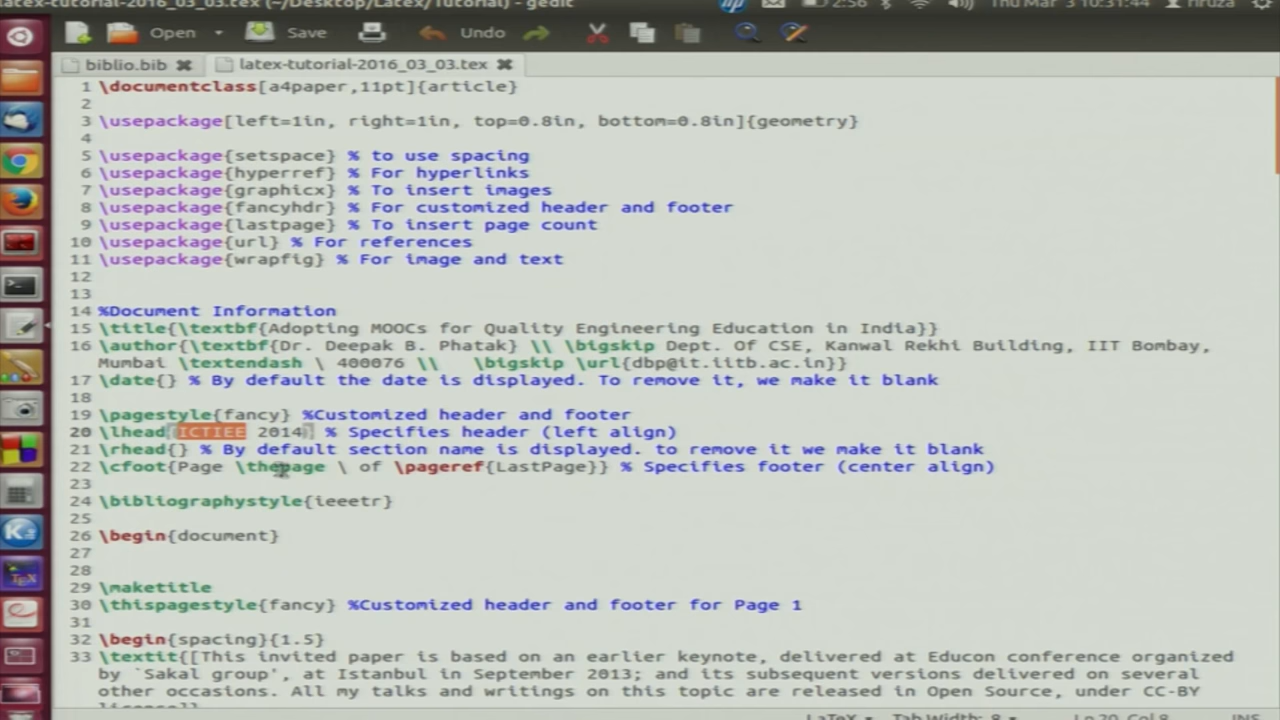 latex-tutorial-2016_03_03.tex (~/Desktop/Latex/Tutorial) - gedit
2:56 Thu Mar 3 10:31:44 firuza
Open Save Undo
biblio.bib latex-tutorial-2016_03_03.tex
1 \documentclass[a4paper,11pt]{article}
2
3 \usepackage[left=1in, right=1in, top=0.8in, bottom=0.8in]{geometry}
4
5 \usepackage{setspace} % to use spacing
6 \usepackage{hyperref} % For hyperlinks
7 \usepackage{graphicx} % To insert images
8 \usepackage{fancyhdr} % For customized header and footer
9 \usepackage{lastpage} % To insert page count
10 \usepackage{url} % For references
11 \usepackage{wrapfig} % For image and text
12
13
14 %Document Information
15 \title{\textbf{Adopting MOOCs for Quality Engineering Education in India}}
16 \author{\textbf{Dr. Deepak B. Phatak} \\ \bigskip Dept. Of CSE, Kanwal Rekhi Building, IIT Bombay,
Mumbai \textendash \ 400076 \\ \bigskip \url{dbp@it.iitb.ac.in}}
17 \date{} % By default the date is displayed. To remove it, we make it blank
18
19 \pagestyle{fancy} %Customized header and footer
20 \lhead{ICTIEE 2014} % Specifies header (left align)
21 \rhead{} % By default section name is displayed. to remove it we make it blank
22 \cfoot{Page \thepage \ of \pageref{LastPage}} % Specifies footer (center align)
23
24 \bibliographystyle{ieeetr}
25
26 \begin{document}
27
28
29 \maketitle
30 \thispagestyle{fancy} %Customized header and footer for Page 1
31
32 \begin{spacing}{1.5}
33 \textit{[This invited paper is based on an earlier keynote, delivered at Educon conference organized
by `Sakal group', at Istanbul in September 2013; and its subsequent versions delivered on several
other occasions. All my talks and writings on this topic are released in Open Source, under CC-BY
license]}
LaTeX Tab Width: 8 Ln 20, Col 8 INS